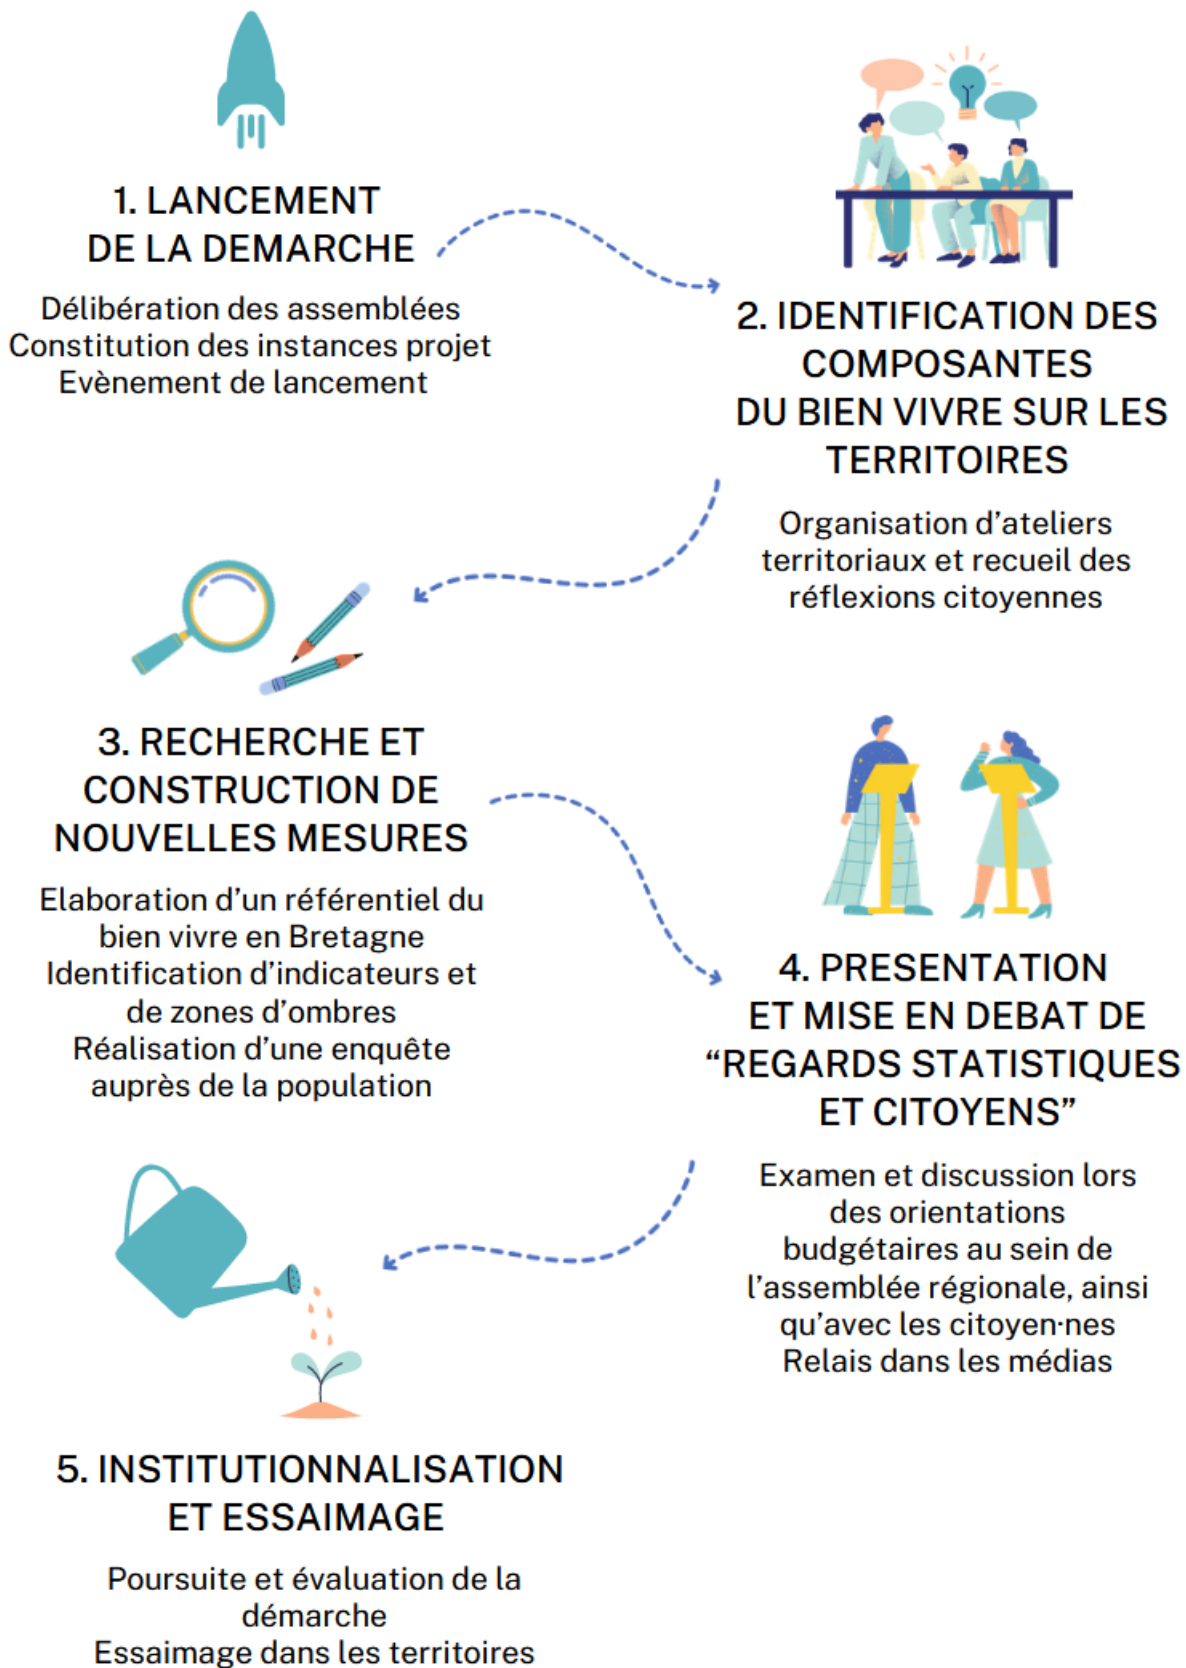 1. LANCEMENT
DE LA DEMARCHE
Délibération des assemblées
Constitution des instances projet
Evènement de lancement
2. IDENTIFICATION DES
COMPOSANTES
DU BIEN VIVRE SUR LES
TERRITOIRES
Organisation d’ateliers
territoriaux et recueil des
réflexions citoyennes
3. RECHERCHE ET
CONSTRUCTION DE
NOUVELLES MESURES
Elaboration d’un référentiel du
bien vivre en Bretagne
Identification d’indicateurs et
de zones d’ombres
Réalisation d’une enquête
auprès de la population
4. PRESENTATION
ET MISE EN DEBAT DE
“REGARDS STATISTIQUES
ET CITOYENS”
Examen et discussion lors
des orientations
budgétaires au sein de
l’assemblée régionale, ainsi
qu’avec les citoyen·nes
Relais dans les médias
5. INSTITUTIONNALISATION
ET ESSAIMAGE
Poursuite et évaluation de la
démarche
Essaimage dans les territoires